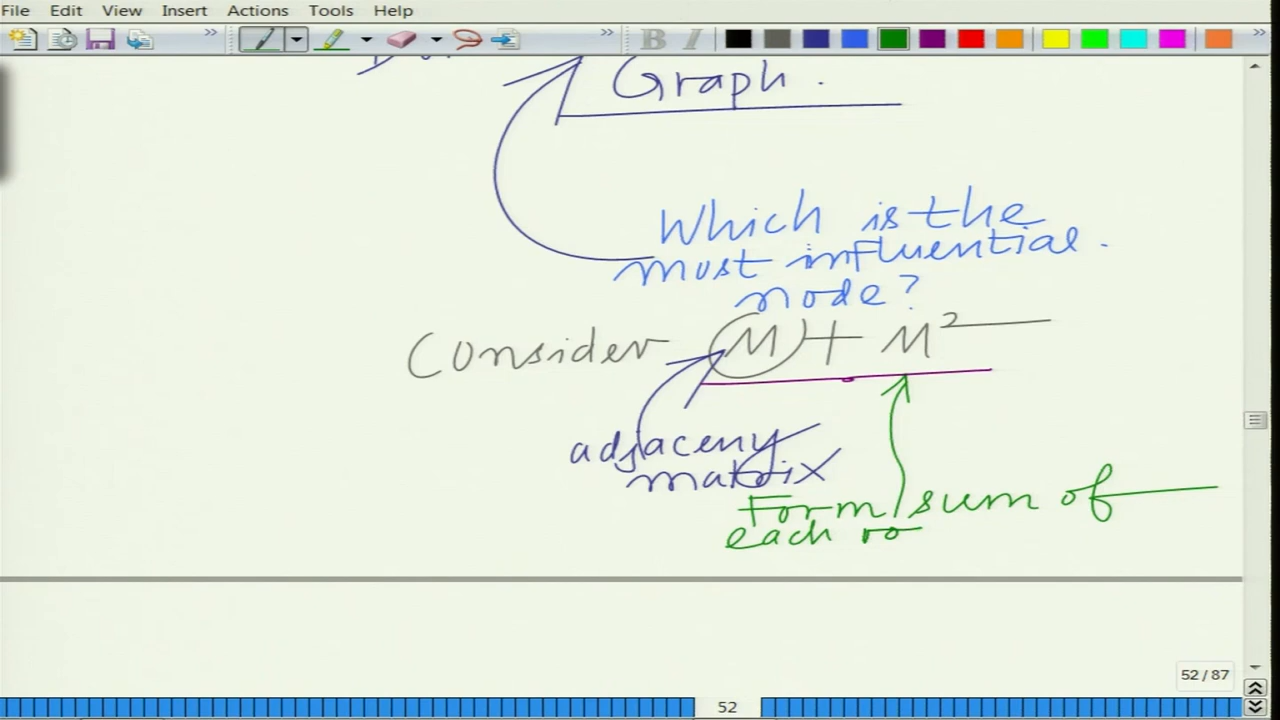 File Edit View Insert Actions Tools Help
Graph.
Which is the
most influential.
node?
Consider M + M2
adjaceny
matrix
Form sum of
each ro
52 / 87
52